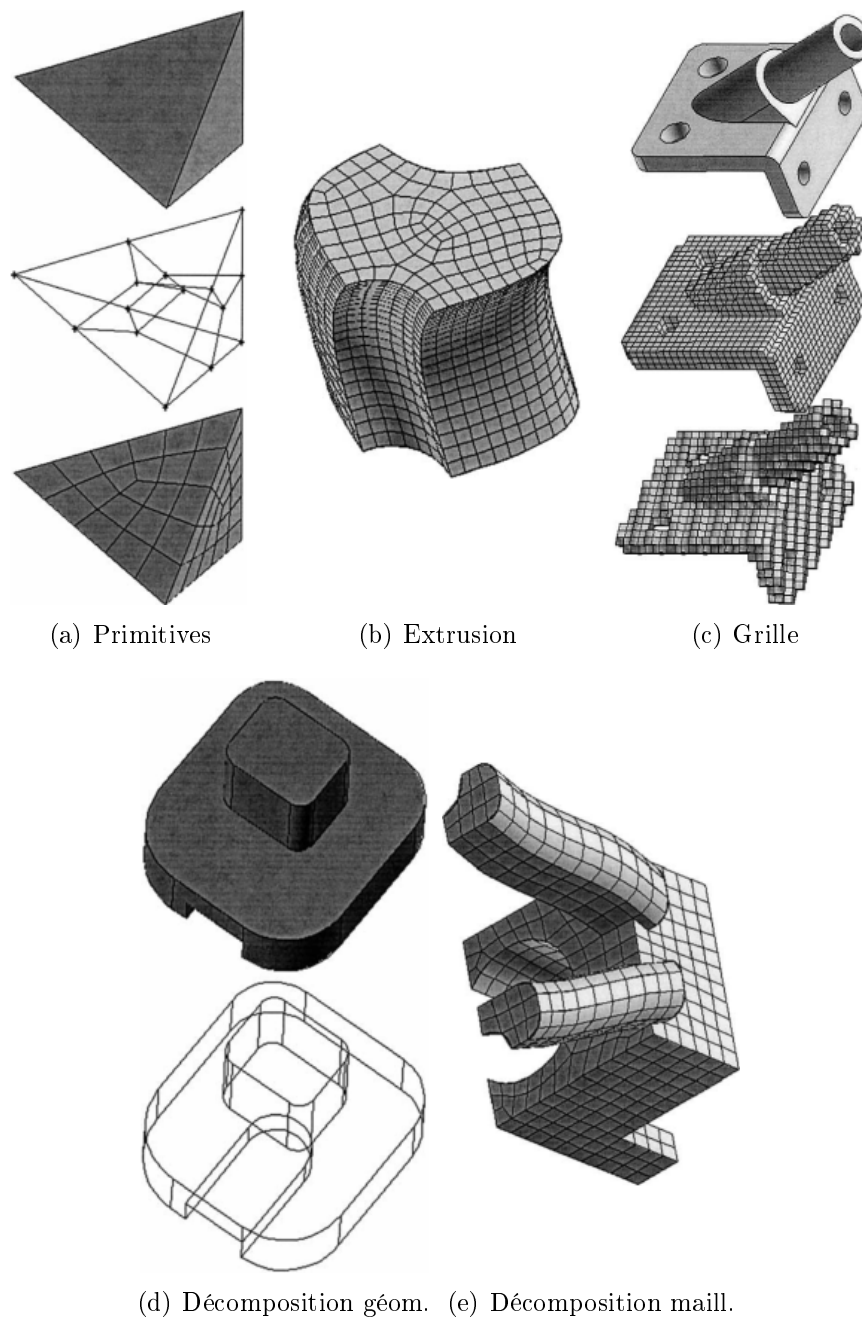 (a) Primitives
(b) Extrusion
(c) Grille
(d) Décomposition géom.
(e) Décomposition maill.